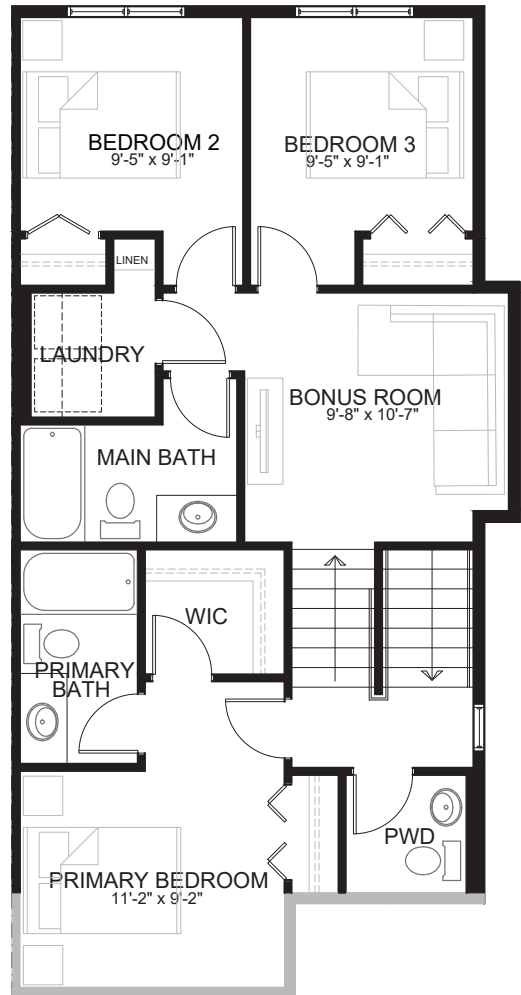 BEDROOM 2
9'-5" x 9'-1"
BEDROOM 3
9'-5" x 9'-1"
LINEN
LAUNDRY
BONUS ROOM
9'-8" x 10'-7"
MAIN BATH
WIC
PRIMARY
BATH
PWD
PRIMARY BEDROOM
11'-2" x 9'-2"